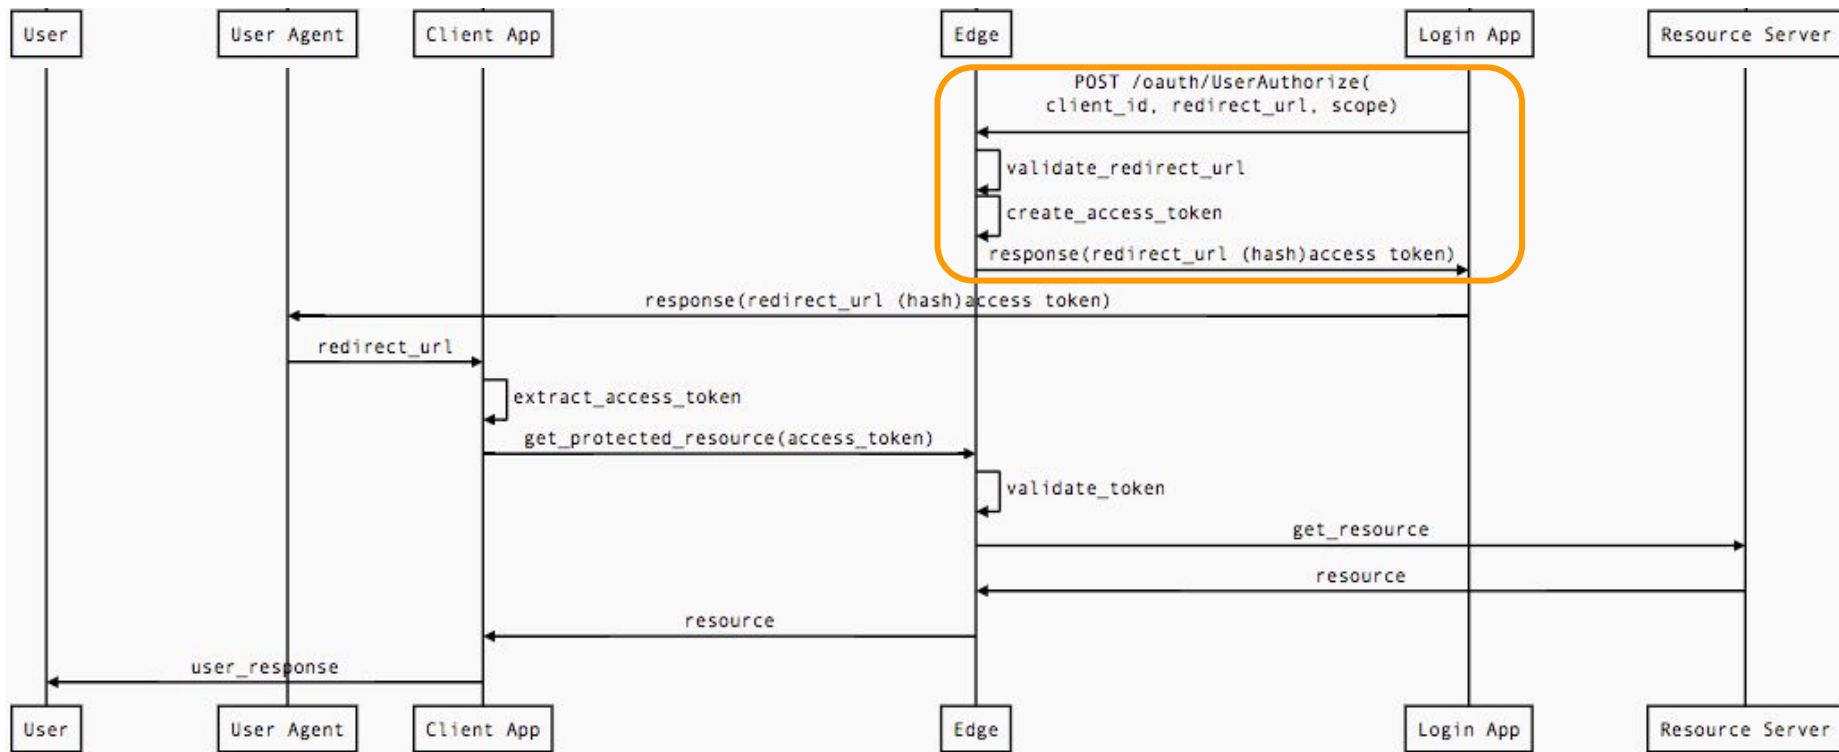 User
User Agent
Client App
Edge
Login App
Resource Server
POST /oauth/UserAuthorize(
client_id, redirect_url, scope)
validate_redirect_url
create_access_token
response(redirect_url (hash)access token)
response(redirect_url (hash)access token)
redirect_url
extract_access_token
get_protected_resource(access_token)
validate_token
get_resource
resource
resource
user_response
User
User Agent
Client App
Edge
Login App
Resource Server